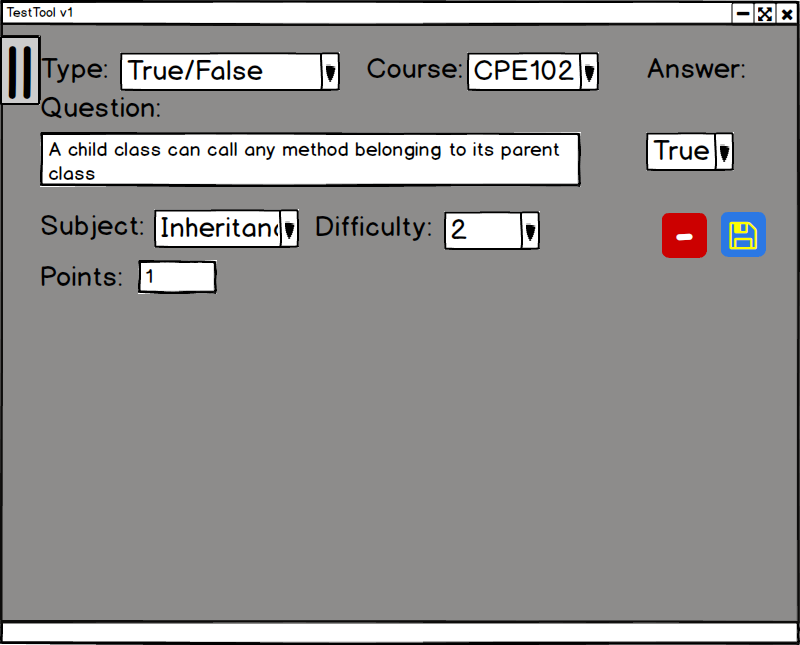 TestTool v1
Type: True/False Course: CPE102 Answer:
Question:
A child class can call any method belonging to its parent
class
True
Subject: Inheritanc Difficulty: 2
Points: 1